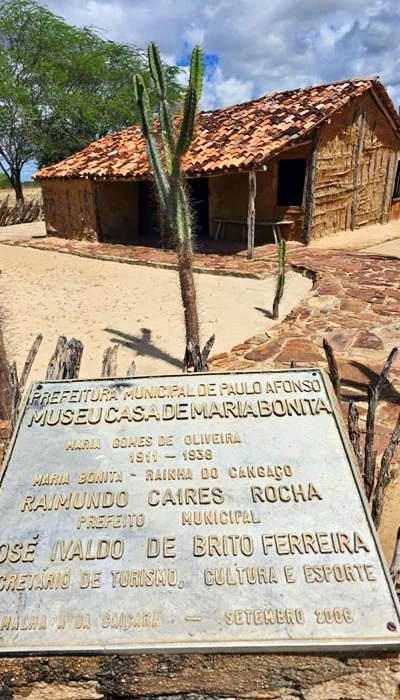 PREFEITURA MUNICIPAL DE PAULO AFONSO
MUSEU CASA DE MARIA BONITA
MARIA GOMES DE OLIVEIRA
1911 — 1938
MARIA BONITA - RAINHA DO CANGAÇO
RAIMUNDO CAIRES ROCHA
PREFEITO MUNICIPAL
JOSÉ IVALDO DE BRITO FERREIRA
SECRETÁRIO DE TURISMO, CULTURA E ESPORTE
MALHADA DA CAIÇARA — SETEMBRO 2006